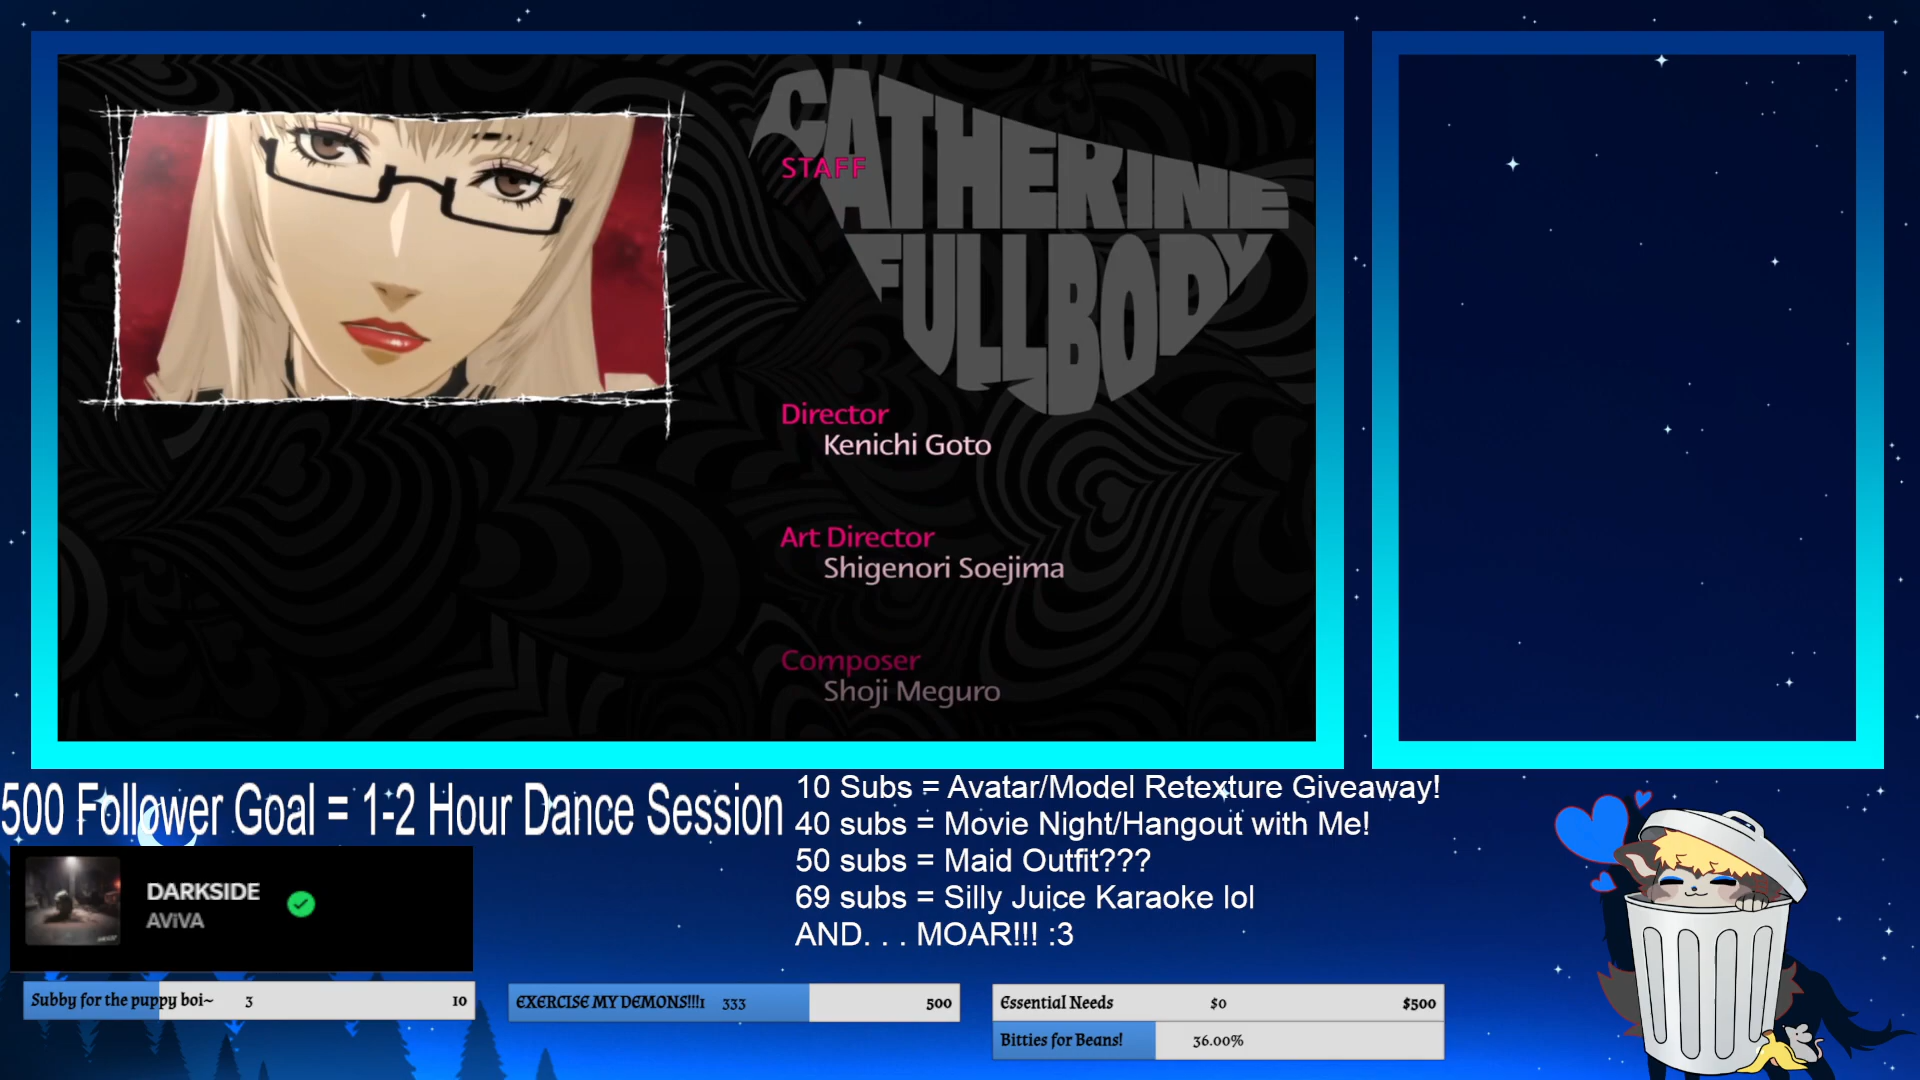 CATHERINE
FULLBODY
STAFF
Director
Kenichi Goto
Art Director
Shigenori Soejima
Composer
Shoji Meguro
500 Follower Goal = 1-2 Hour Dance Session
10 Subs = Avatar/Model Retexture Giveaway!
40 subs = Movie Night/Hangout with Me!
50 subs = Maid Outfit???
69 subs = Silly Juice Karaoke lol
AND. . . MOAR!!! :3
DARKSIDE
AViVA
Subby for the puppy boi~ 3 10
EXERCISE MY DEMONS!!!1 333 500
Essential Needs $0 $500
Bitties for Beans! 36.00%